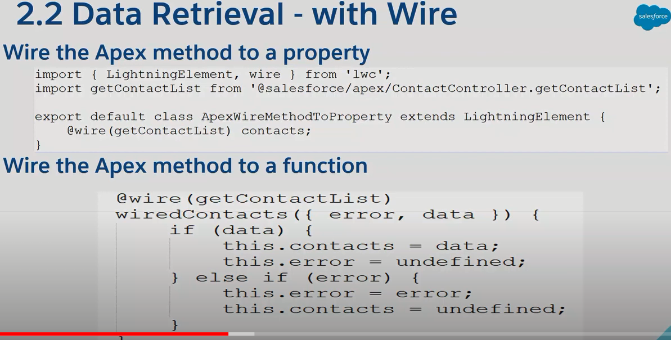 2.2 Data Retrieval - with Wire
salesforce
Wire the Apex method to a property
import { LightningElement, wire } from 'lwc';
import getContactList from '@salesforce/apex/ContactController.getContactList';
export default class ApexWireMethodToProperty extends LightningElement {
@wire(getContactList) contacts;
}
Wire the Apex method to a function
@wire(getContactList)
wiredContacts({ error, data }) {
if (data) {
this.contacts = data;
this.error = undefined;
} else if (error) {
this.error = error;
this.contacts = undefined;
}
}